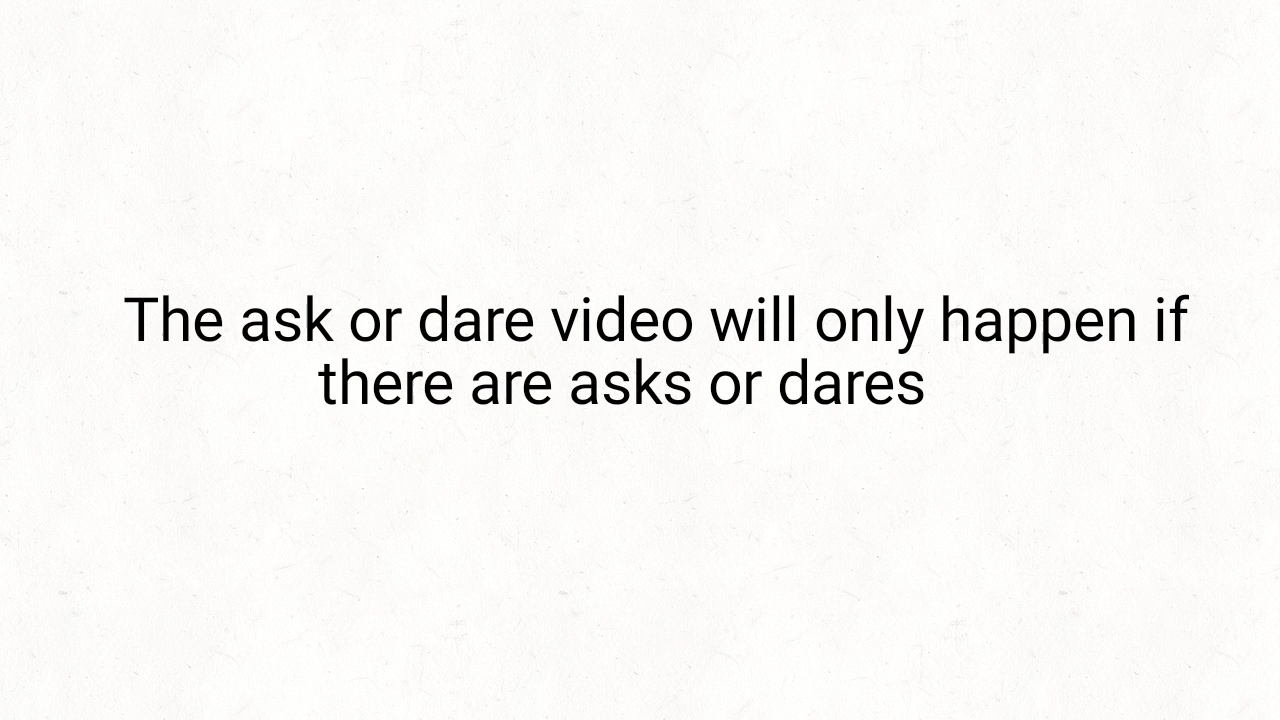 The ask or dare video will only happen if
there are asks or dares